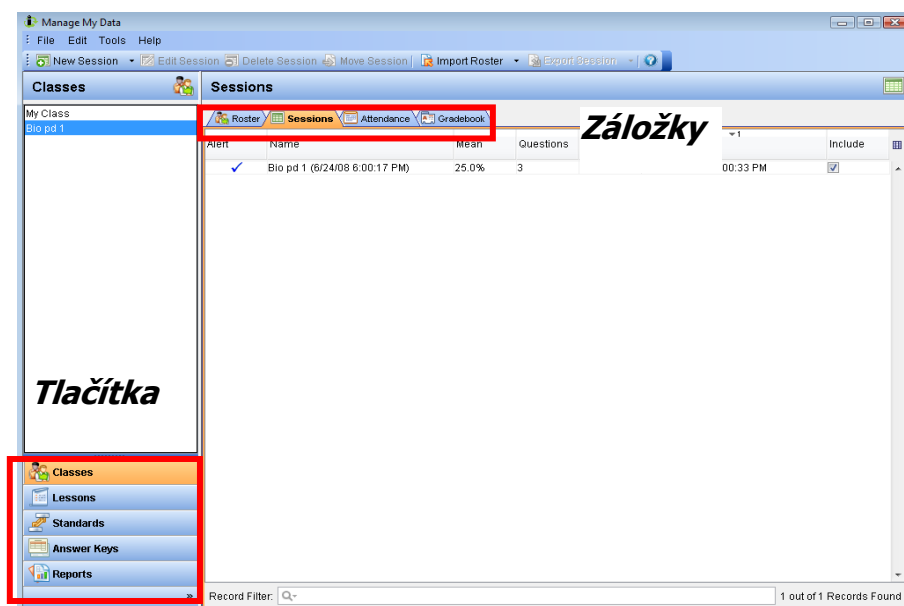 Manage My Data
File Edit Tools Help
New Session Edit Session Delete Session Move Session Import Roster Export Session
Classes Sessions
My Class
Bio pd 1
Roster Sessions Attendance Gradebook
Záložky
Alert Name Mean Questions 1 Include
Bio pd 1 (6/24/08 6:00:17 PM) 25.0% 3 00:33 PM
Tlačítka
Classes
Lessons
Standards
Answer Keys
Reports
»
Record Filter: 1 out of 1 Records Found